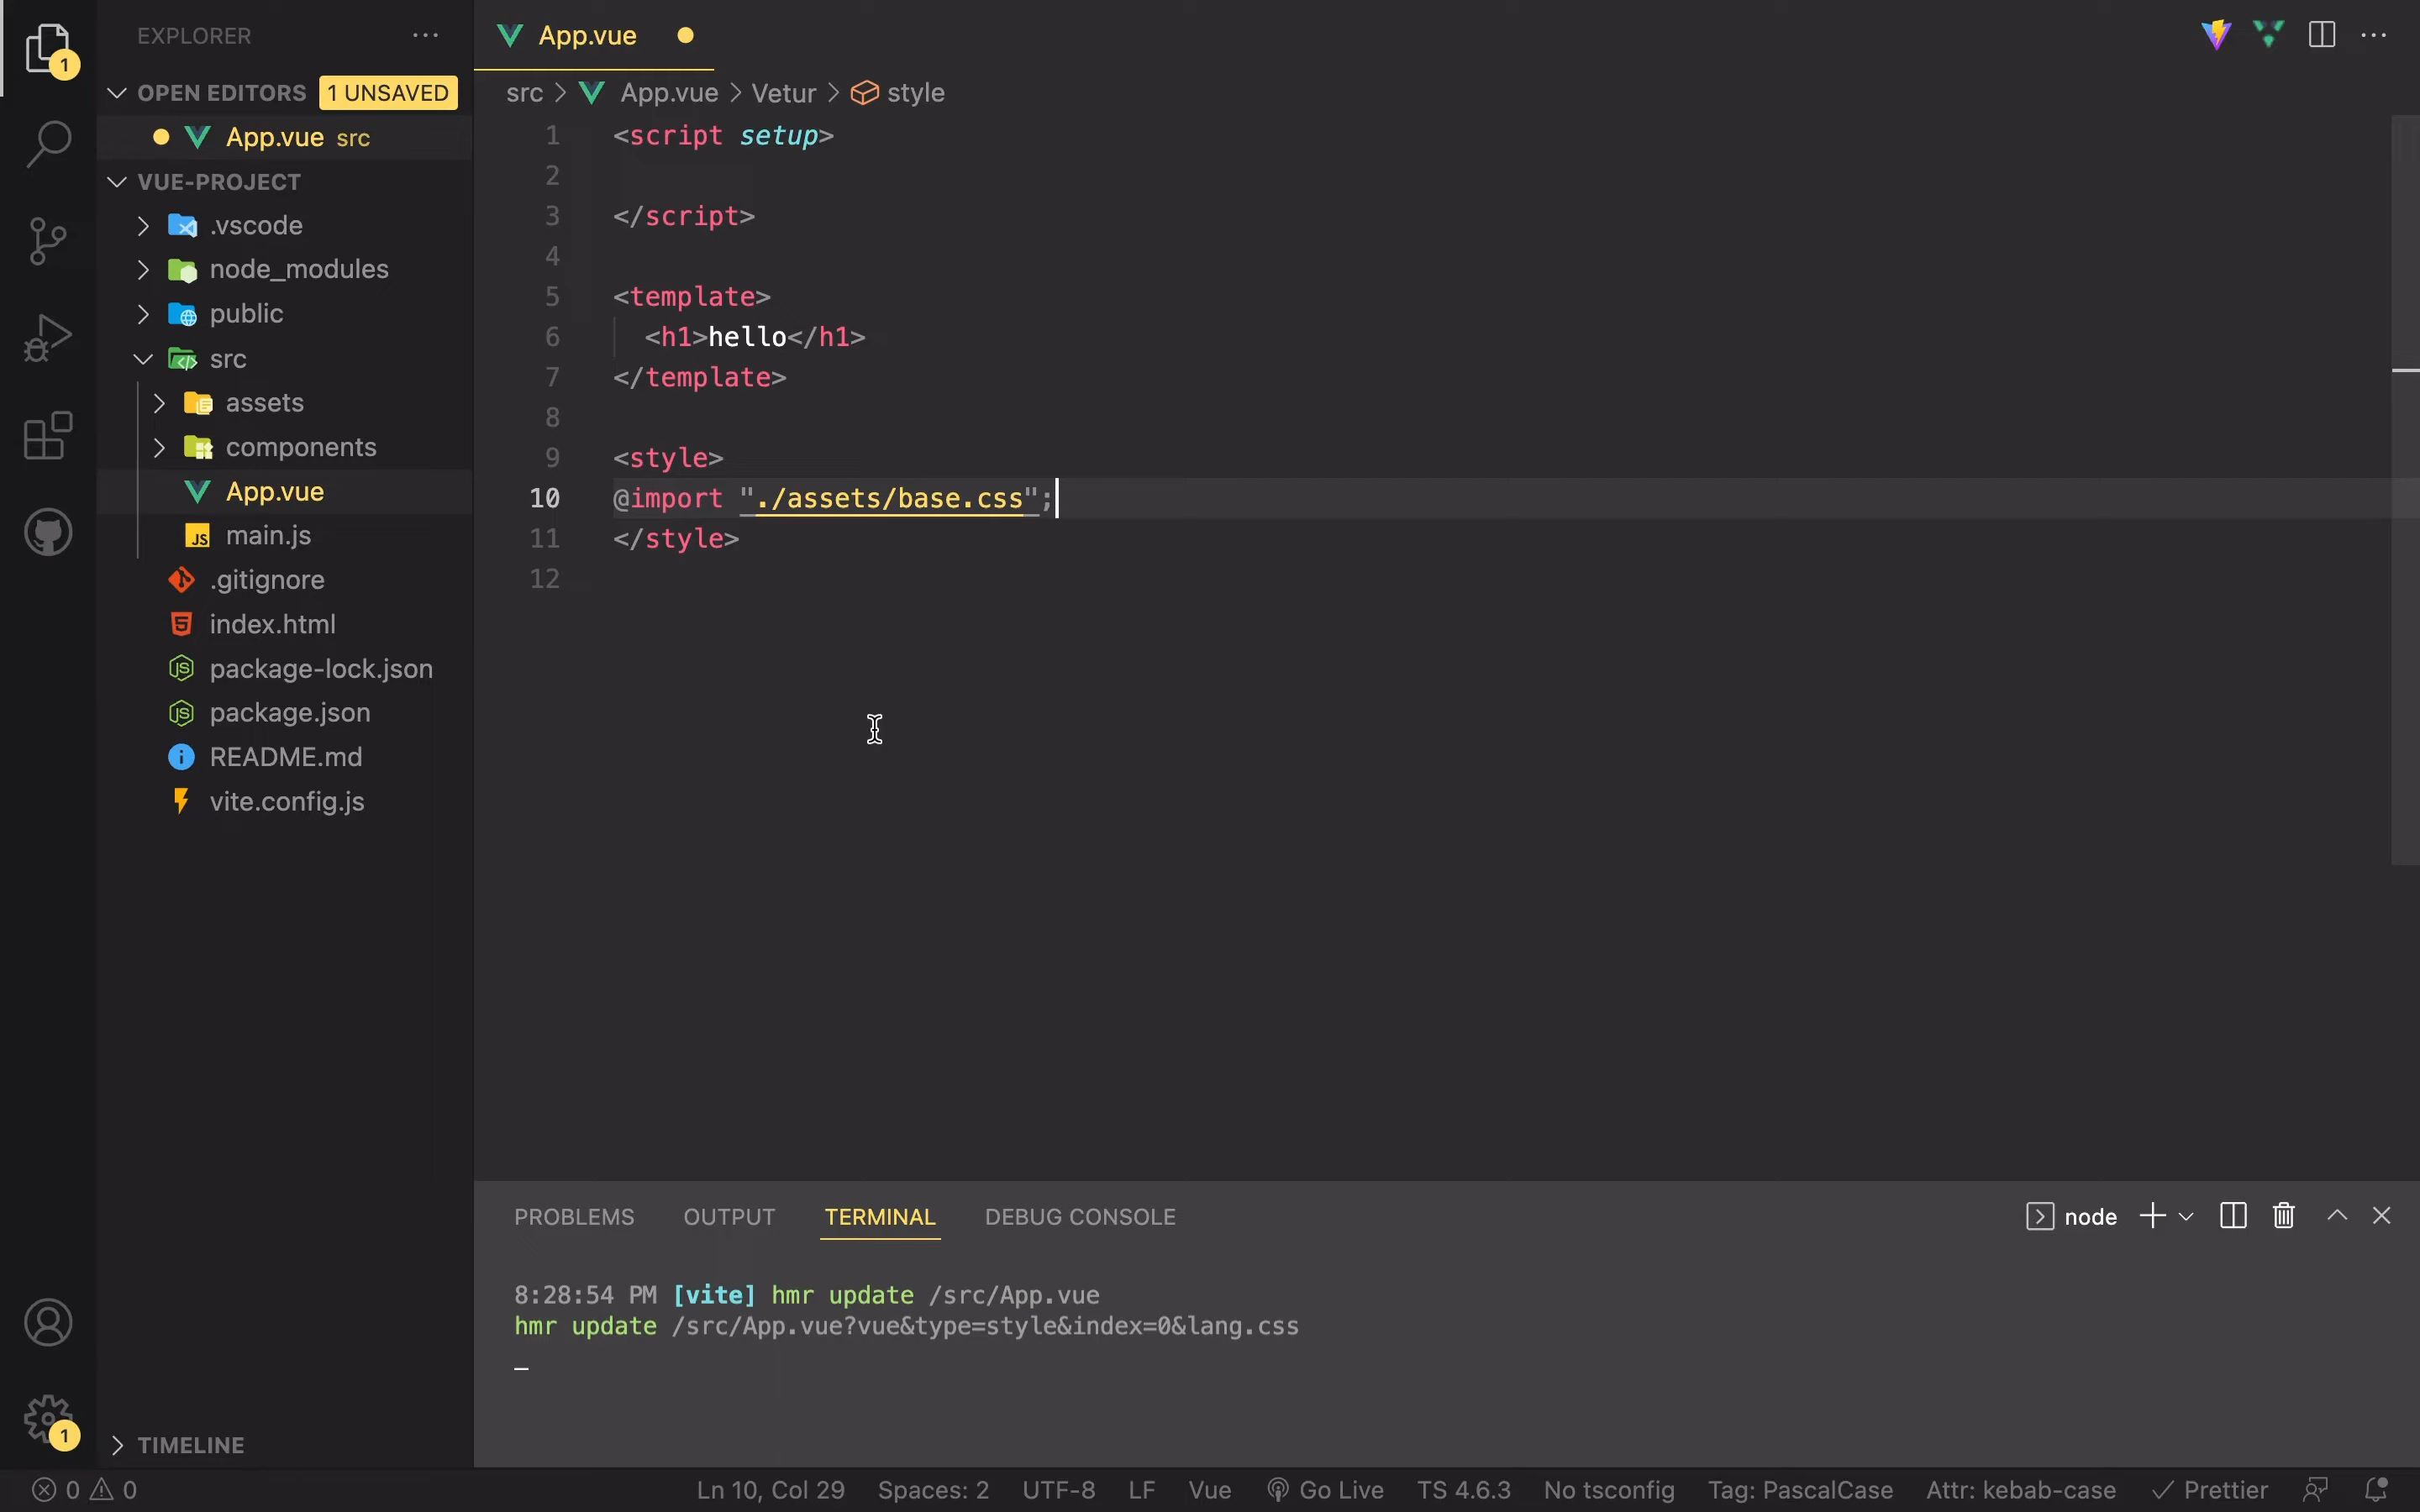 EXPLORER
OPEN EDITORS 1 UNSAVED
App.vue src
VUE-PROJECT
.vscode
node_modules
public
src
assets
components
App.vue
main.js
.gitignore
index.html
package-lock.json
package.json
README.md
vite.config.js
TIMELINE
1
1
App.vue
src > App.vue > Vetur > style
1 <script setup>
2
3 </script>
4
5 <template>
6 <h1>hello</h1>
7 </template>
8
9 <style>
10 @import "./assets/base.css";
11 </style>
12
PROBLEMS OUTPUT TERMINAL DEBUG CONSOLE node
8:28:54 PM [vite] hmr update /src/App.vue
hmr update /src/App.vue?vue&type=style&index=0&lang.css
0 0 Ln 10, Col 29 Spaces: 2 UTF-8 LF Vue Go Live TS 4.6.3 No tsconfig Tag: PascalCase Attr: kebab-case Prettier